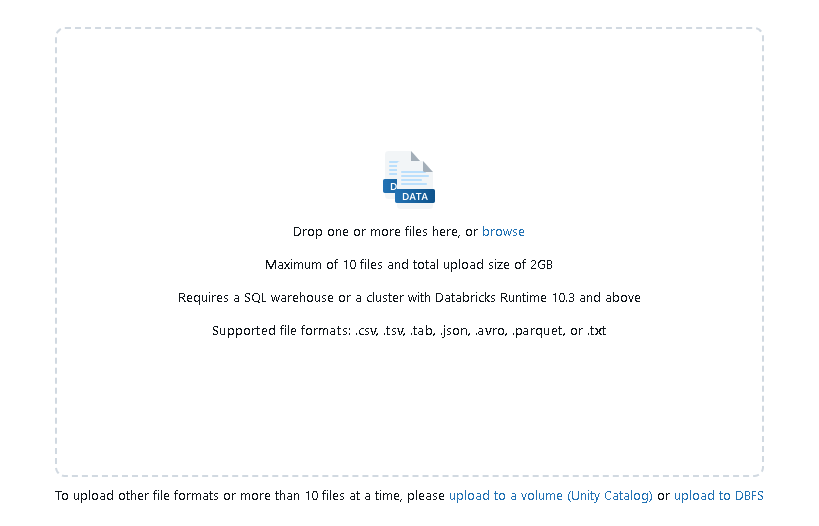 D
DATA
Drop one or more files here, or browse
Maximum of 10 files and total upload size of 2GB
Requires a SQL warehouse or a cluster with Databricks Runtime 10.3 and above
Supported file formats: .csv, .tsv, .tab, .json, .avro, .parquet, or .txt
To upload other file formats or more than 10 files at a time, please upload to a volume (Unity Catalog) or upload to DBFS